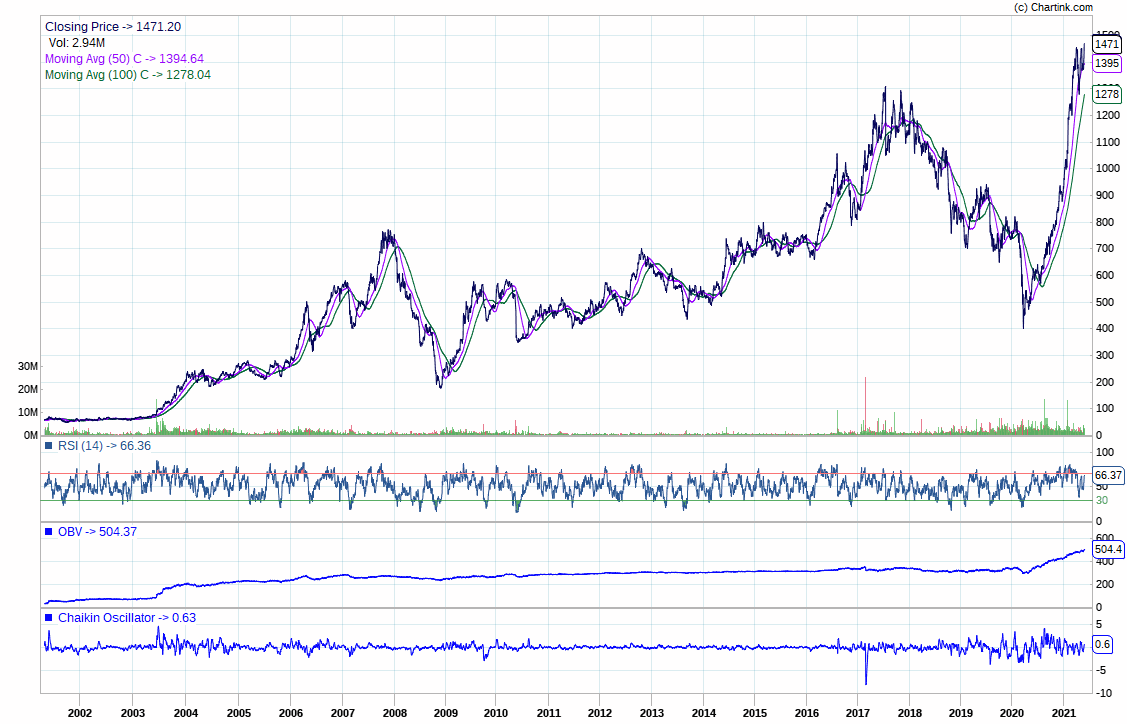 (c) Chartink.com
Closing Price -> 1471.20
Vol: 2.94M
Moving Avg (50) C -> 1394.64
Moving Avg (100) C -> 1278.04
1471
1395
1278
1200
1100
1000
900
800
700
600
500
400
300
200
100
0
30M
20M
10M
0M
RSI (14) -> 66.36
100
66.37
50
30
0
OBV -> 504.37
600
504.4
400
200
0
Chaikin Oscillator -> 0.63
5
0.6
-5
-10
2002 2003 2004 2005 2006 2007 2008 2009 2010 2011 2012 2013 2014 2015 2016 2017 2018 2019 2020 2021